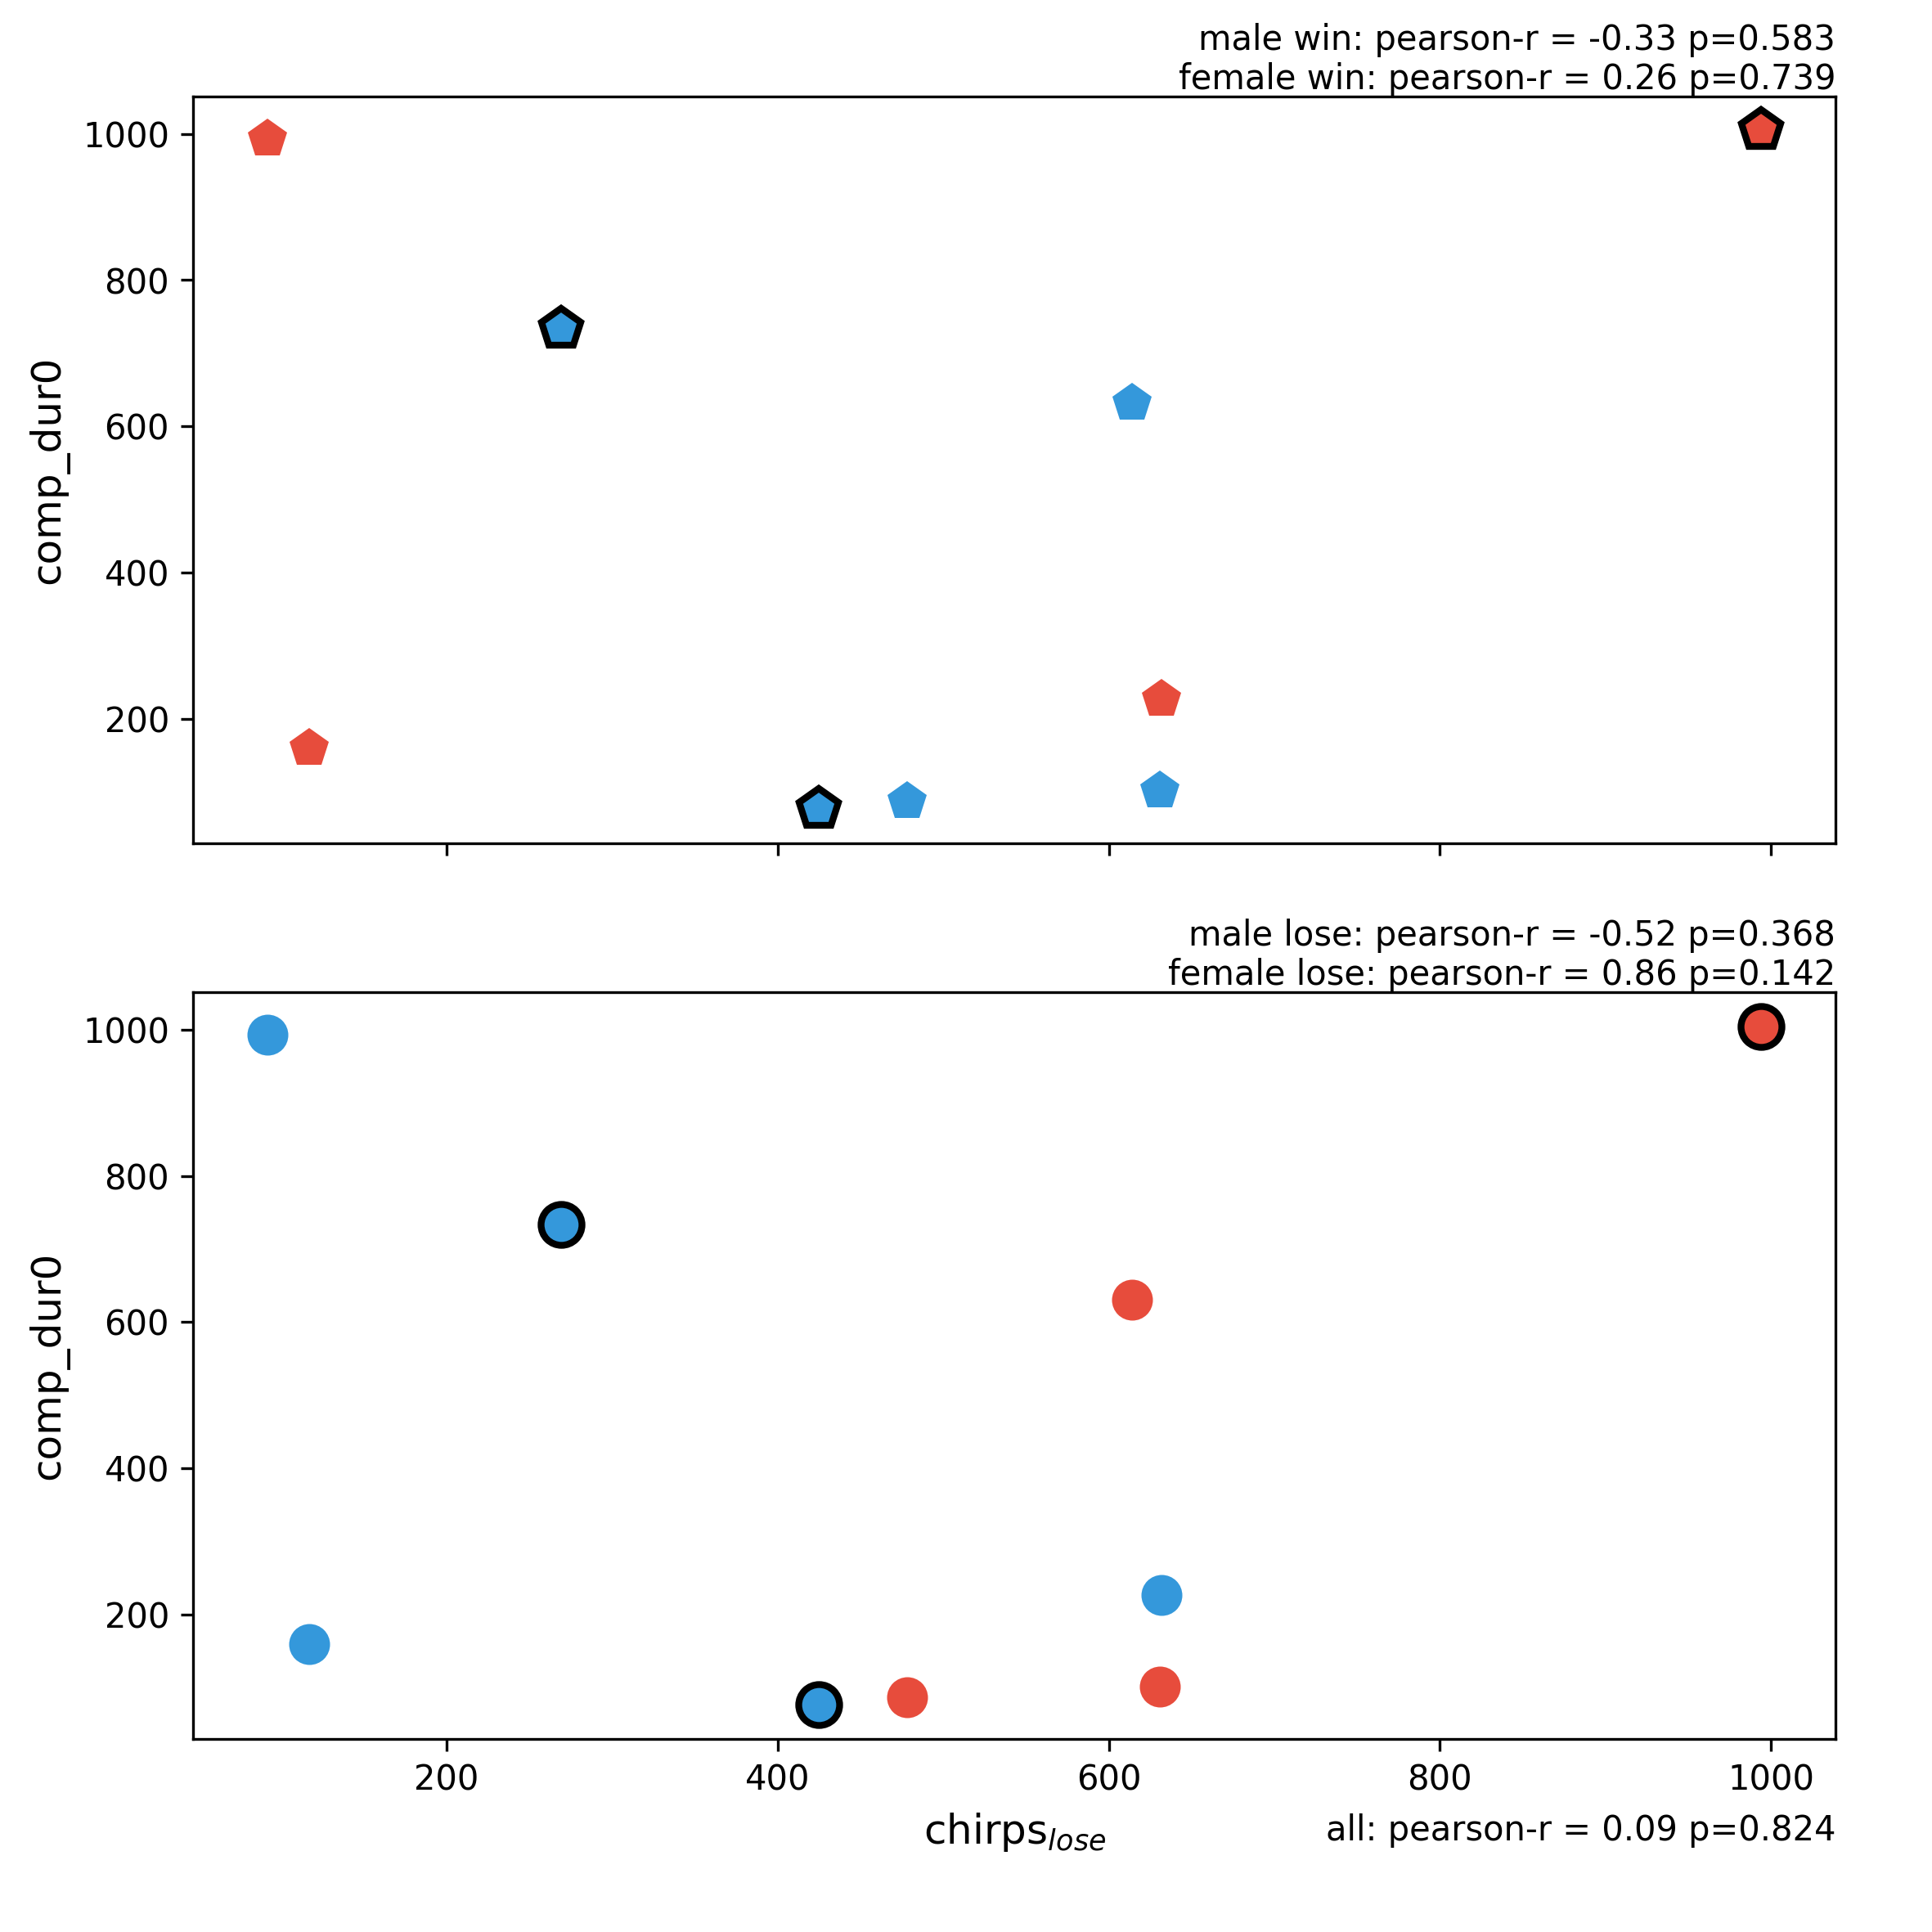 male win: pearson-r = -0.33 p=0.583
female win: pearson-r = 0.26 p=0.739
1000
800
600
400
200
comp_dur0
male lose: pearson-r = -0.52 p=0.368
female lose: pearson-r = 0.86 p=0.142
1000
800
600
400
200
comp_dur0
200 400 600 800 1000
chirps_lose
all: pearson-r = 0.09 p=0.824